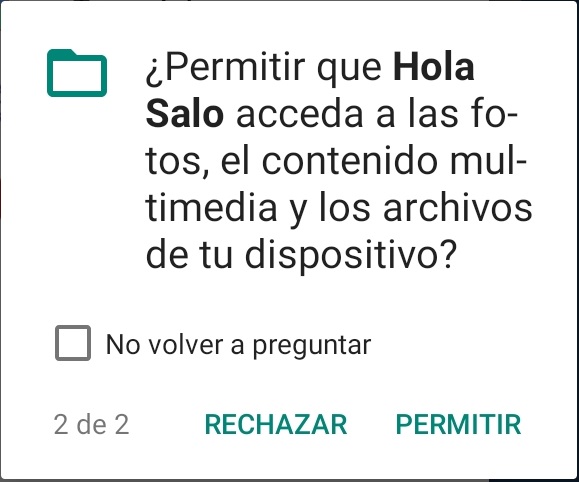 ¿Permitir que Hola
Salo acceda a las fo-
tos, el contenido mul-
timedia y los archivos
de tu dispositivo?
No volver a preguntar
2 de 2 RECHAZAR PERMITIR